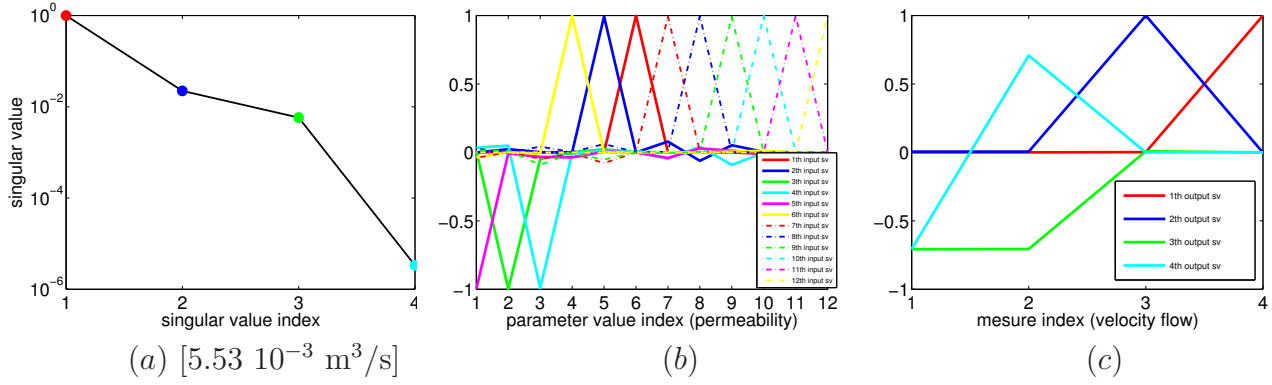 10^0
10^{-2}
10^{-4}
10^{-6}
singular value
1 2 3 4
singular value index
(a) [5.53 10^{-3} m^3/s]
1
0.5
0
−0.5
−1
1th input sv
2th input sv
3th input sv
4th input sv
5th input sv
6th input sv
7th input sv
8th input sv
9th input sv
10th input sv
11th input sv
12th input sv
1 2 3 4 5 6 7 8 9 10 11 12
parameter value index (permeability)
(b)
1
0.5
0
−0.5
−1
1th output sv
2th output sv
3th output sv
4th output sv
1 2 3 4
mesure index (velocity flow)
(c)